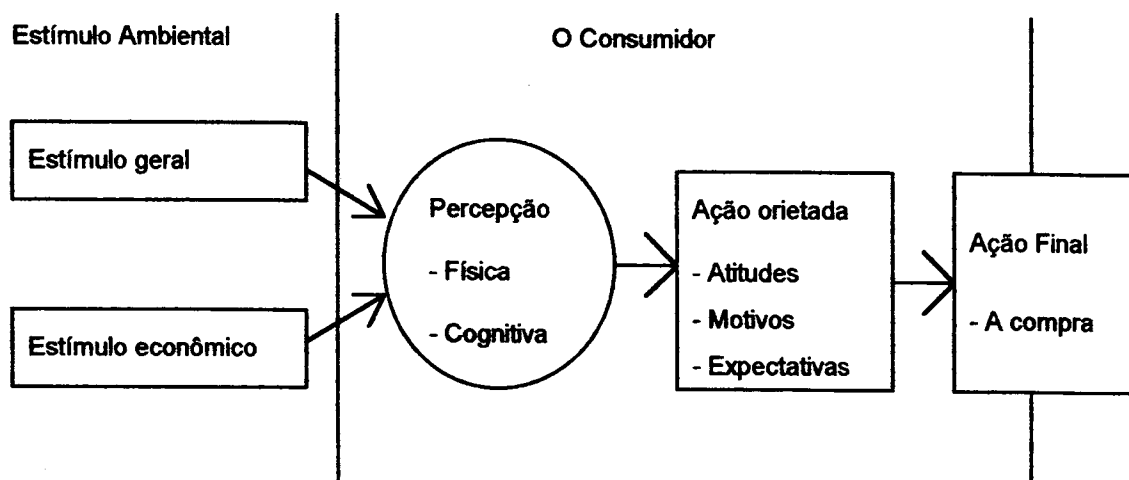 Estímulo Ambiental
O Consumidor
Estímulo geral
Estímulo econômico
Percepção
- Física
- Cognitiva
Ação orietada
- Atitudes
- Motivos
- Expectativas
Ação Final
- A compra